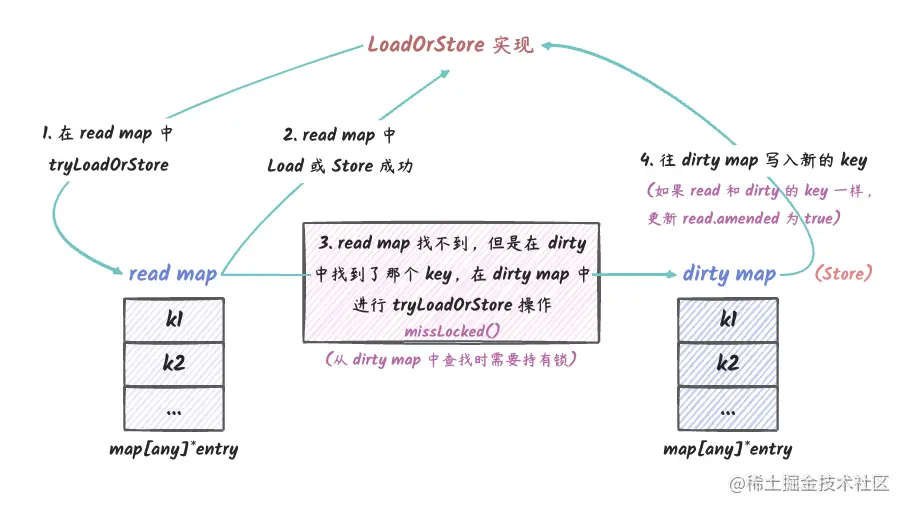 LoadOrStore 实现
1. 在 read map 中
tryLoadOrStore
2. read map 中
Load 或 Store 成功
3. read map 找不到，但是在 dirty
中找到了那个 key，在 dirty map 中
进行 tryLoadOrStore 操作
missLocked()
(从 dirty map 中查找时需要持有锁)
4. 往 dirty map 写入新的 key
(如果 read 和 dirty 的 key 一样，
更新 read.amended 为 true)
read map
k1
k2
...
map[any]*entry
dirty map
(Store)
k1
k2
...
map[any]*entry
@稀土掘金技术社区